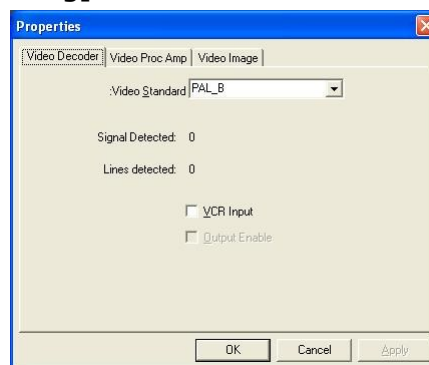 Properties
Video Decoder Video Proc Amp Video Image
:Video Standard PAL_B
Signal Detected: 0
Lines detected: 0
VCR Input
Output Enable
OK Cancel Apply